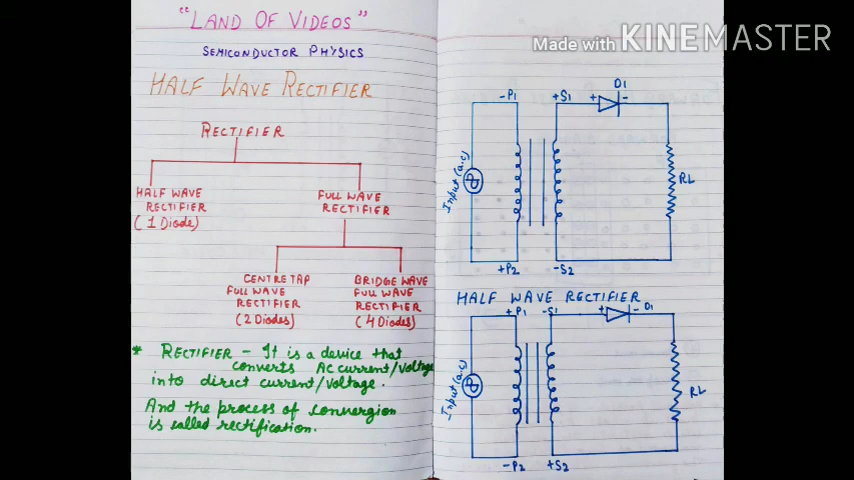 "LAND OF VIDEOS"
SEMICONDUCTOR PHYSICS
HALF WAVE RECTIFIER
RECTIFIER
HALF WAVE
RECTIFIER
(1 Diode)
FULL WAVE
RECTIFIER
CENTRE TAP
FULL WAVE
RECTIFIER
(2 Diodes)
BRIDGE WAVE
FULL WAVE
RECTIFIER
(4 Diodes)
* RECTIFIER - It is a device that
converts AC current/voltage
into direct current/voltage.
And the process of convergion
is called rectification.
Made with KINEMASTER
-P1
+S1
D1
+ -
Input (a.c)
RL
+P2
-S2
HALF WAVE RECTIFIER
+P1
-S1
+ - D1
Input (a.c)
RL
-P2
+S2